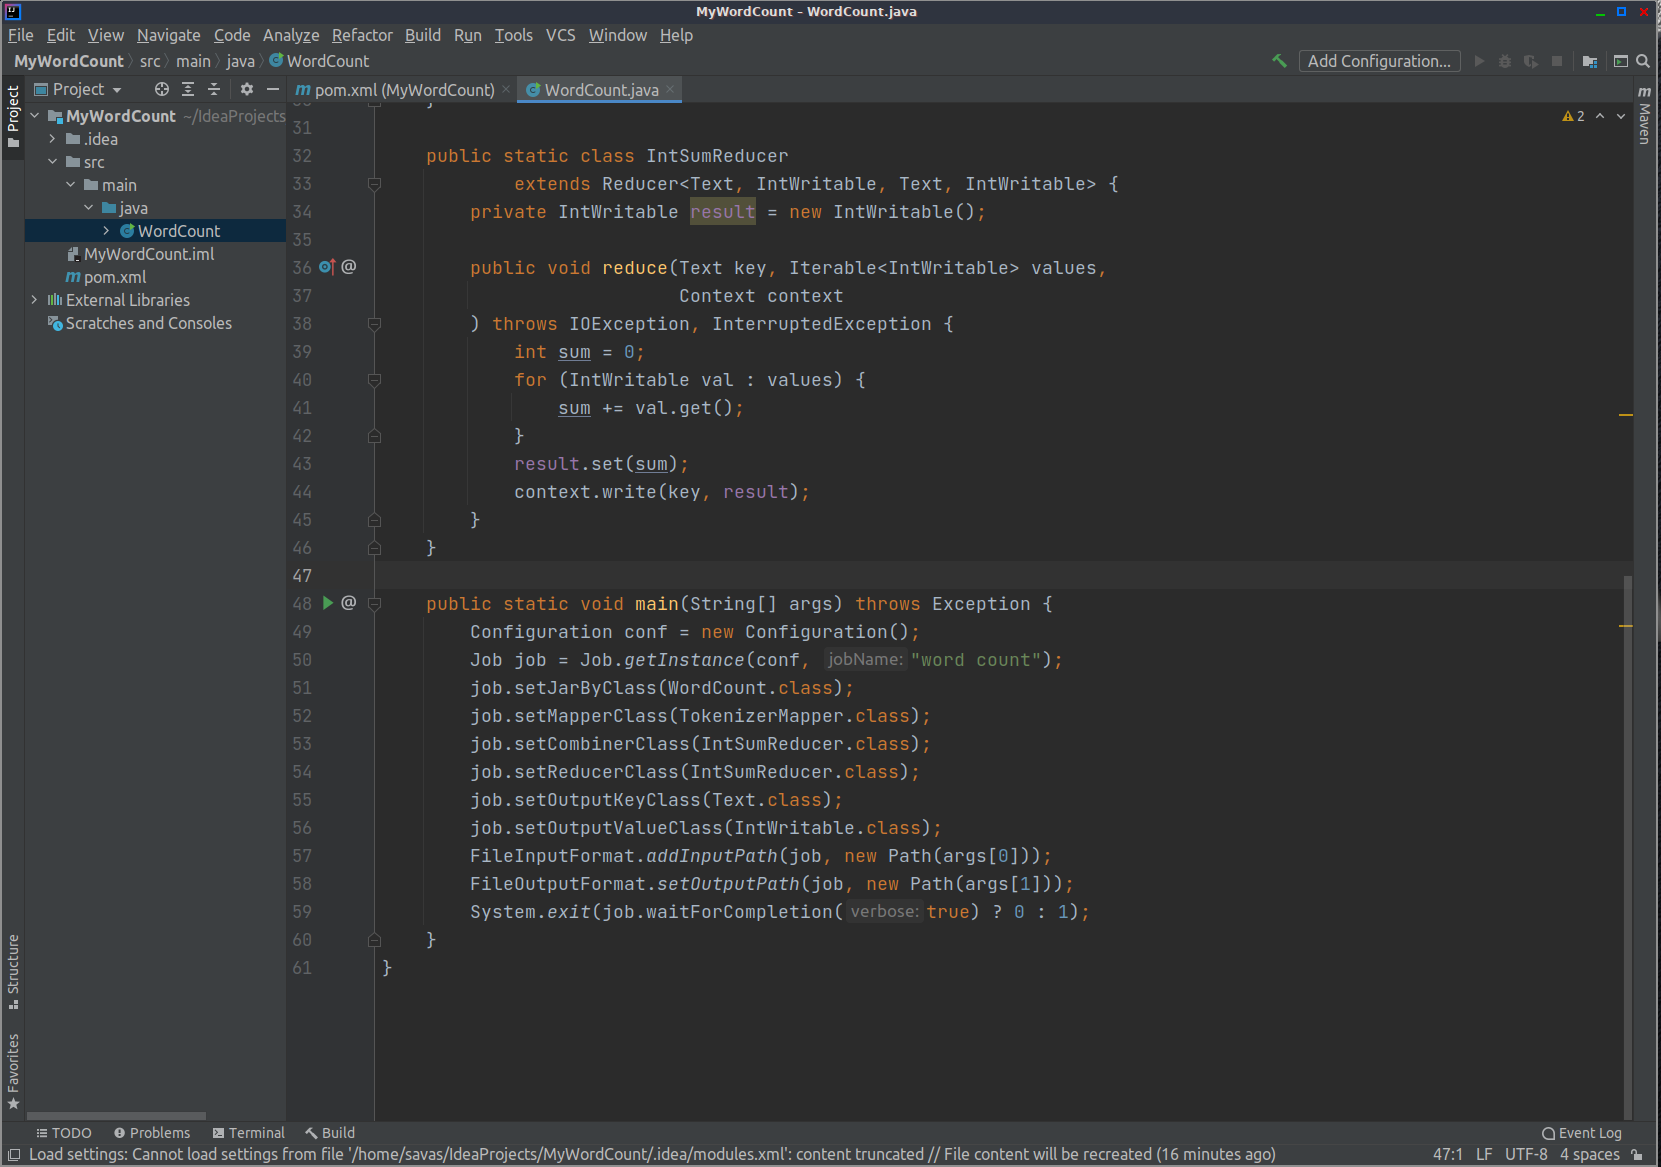 MyWordCount - WordCount.java
File Edit View Navigate Code Analyze Refactor Build Run Tools VCS Window Help
MyWordCount src main java WordCount Add Configuration...
Project
Project
MyWordCount ~/IdeaProjects
.idea
src
main
java
WordCount
MyWordCount.iml
pom.xml
External Libraries
Scratches and Consoles
pom.xml (MyWordCount) WordCount.java
2
Maven
31
32 public static class IntSumReducer
33 extends Reducer<Text, IntWritable, Text, IntWritable> {
34 private IntWritable result = new IntWritable();
35
36 @ public void reduce(Text key, Iterable<IntWritable> values,
37 Context context
38 ) throws IOException, InterruptedException {
39 int sum = 0;
40 for (IntWritable val : values) {
41 sum += val.get();
42 }
43 result.set(sum);
44 context.write(key, result);
45 }
46 }
47
48 @ public static void main(String[] args) throws Exception {
49 Configuration conf = new Configuration();
50 Job job = Job.getInstance(conf, jobName: "word count");
51 job.setJarByClass(WordCount.class);
52 job.setMapperClass(TokenizerMapper.class);
53 job.setCombinerClass(IntSumReducer.class);
54 job.setReducerClass(IntSumReducer.class);
55 job.setOutputKeyClass(Text.class);
56 job.setOutputValueClass(IntWritable.class);
57 FileInputFormat.addInputPath(job, new Path(args[0]));
58 FileOutputFormat.setOutputPath(job, new Path(args[1]));
59 System.exit(job.waitForCompletion( verbose: true) ? 0 : 1);
60 }
61 }
Structure
Favorites
TODO Problems Terminal Build Event Log
Load settings: Cannot load settings from file '/home/savas/IdeaProjects/MyWordCount/.idea/modules.xml': content truncated // File content will be recreated (16 minutes ago) 47:1 LF UTF-8 4 spaces